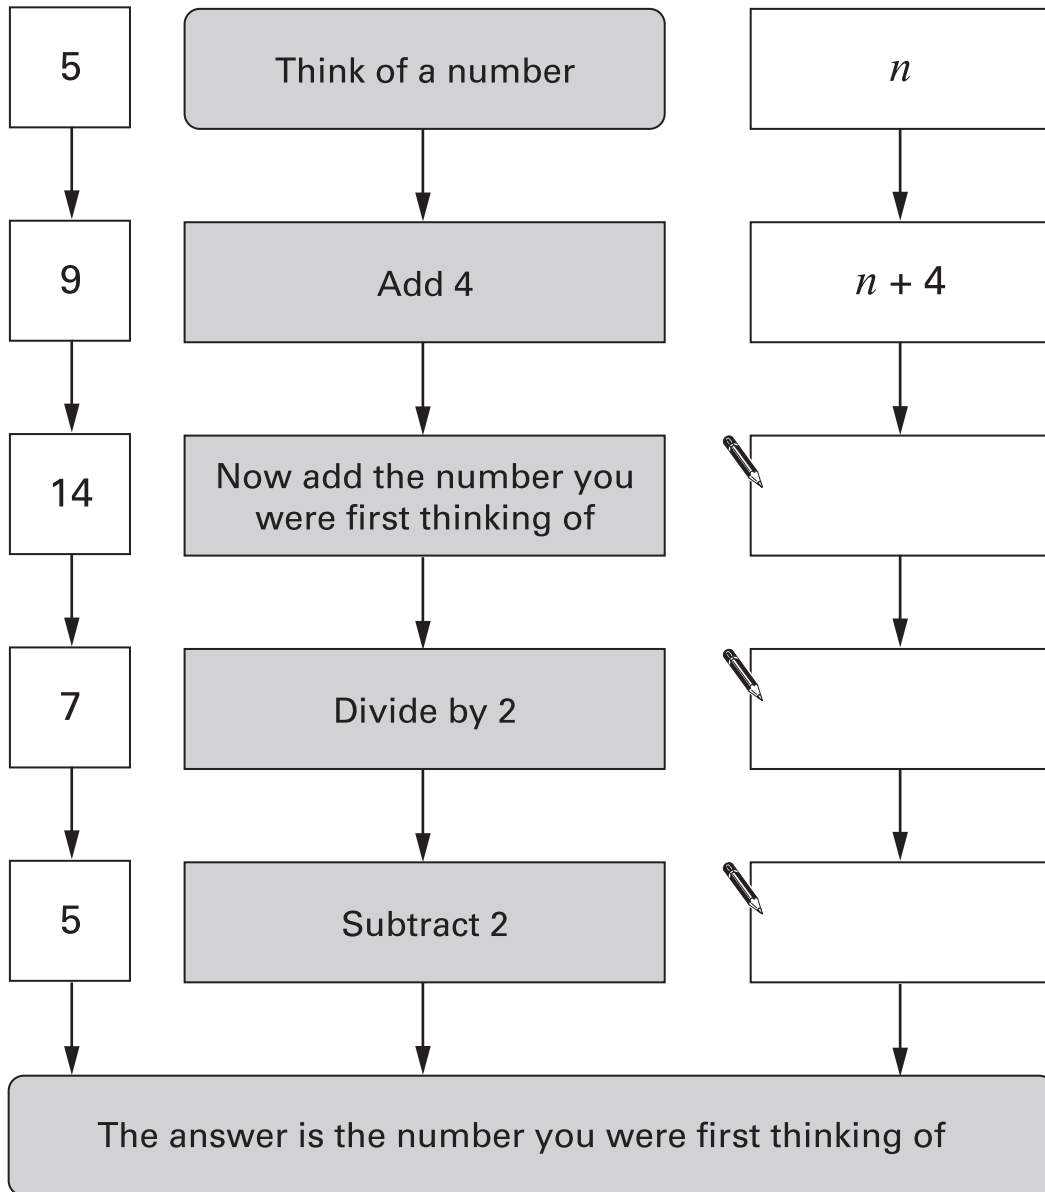 5
Think of a number
n
9
Add 4
n + 4
14
Now add the number you
were first thinking of
7
Divide by 2
5
Subtract 2
The answer is the number you were first thinking of